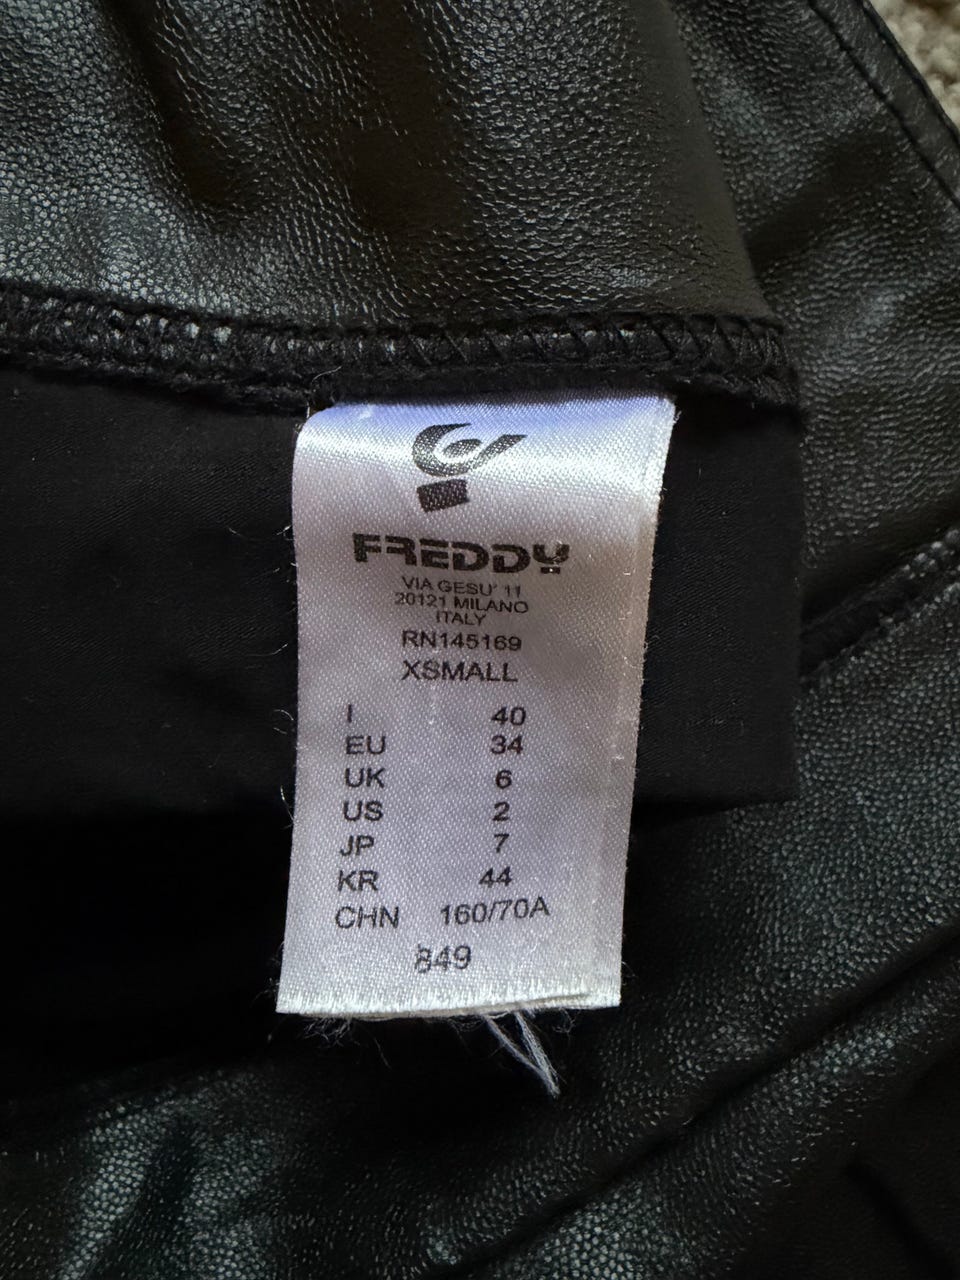 FREDDY
VIA GESU' 11
20121 MILANO
ITALY
RN145169
XSMALL
I 40
EU 34
UK 6
US 2
JP 7
KR 44
CHN 160/70A
849